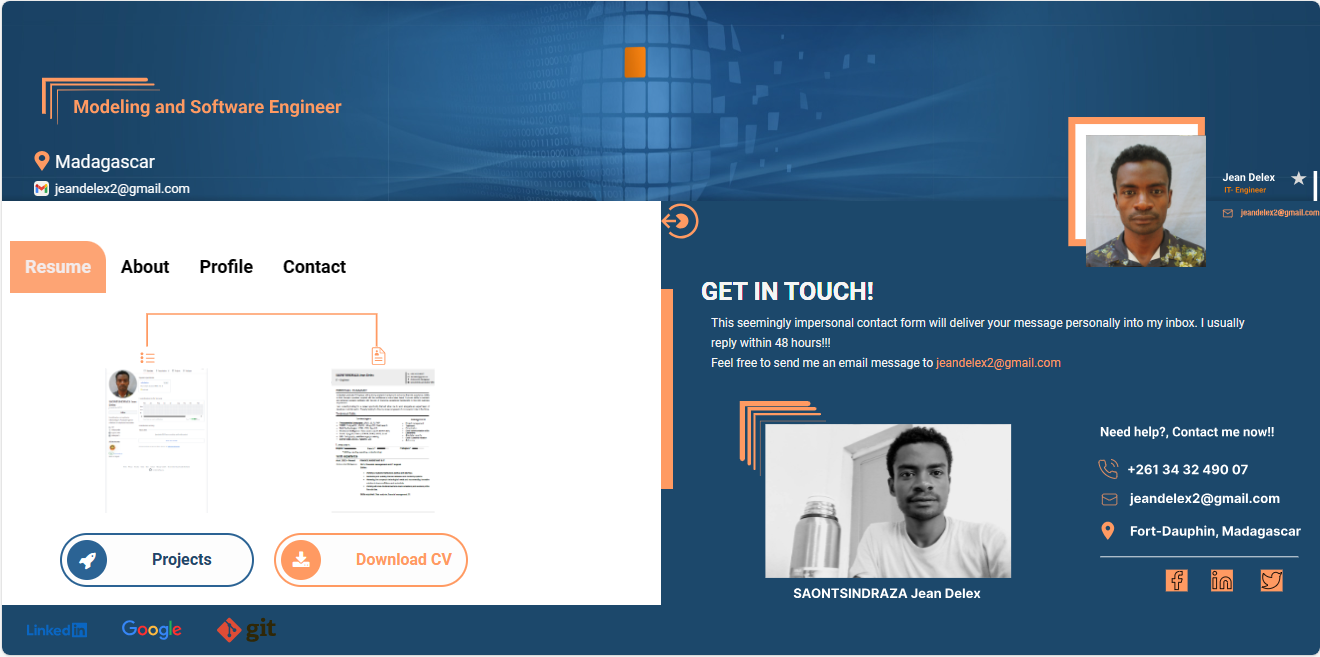 Modeling and Software Engineer
Madagascar
jeandelex2@gmail.com
Jean Delex
IT- Engineer
jeandelex2@gmail.com
Resume About Profile Contact
Projects
Download CV
GET IN TOUCH!
This seemingly impersonal contact form will deliver your message personally into my inbox. I usually
reply within 48 hours!!!
Feel free to send me an email message to jeandelex2@gmail.com
SAONTSINDRAZA Jean Delex
Need help?, Contact me now!!
+261 34 32 490 07
jeandelex2@gmail.com
Fort-Dauphin, Madagascar
LinkedIn Google git